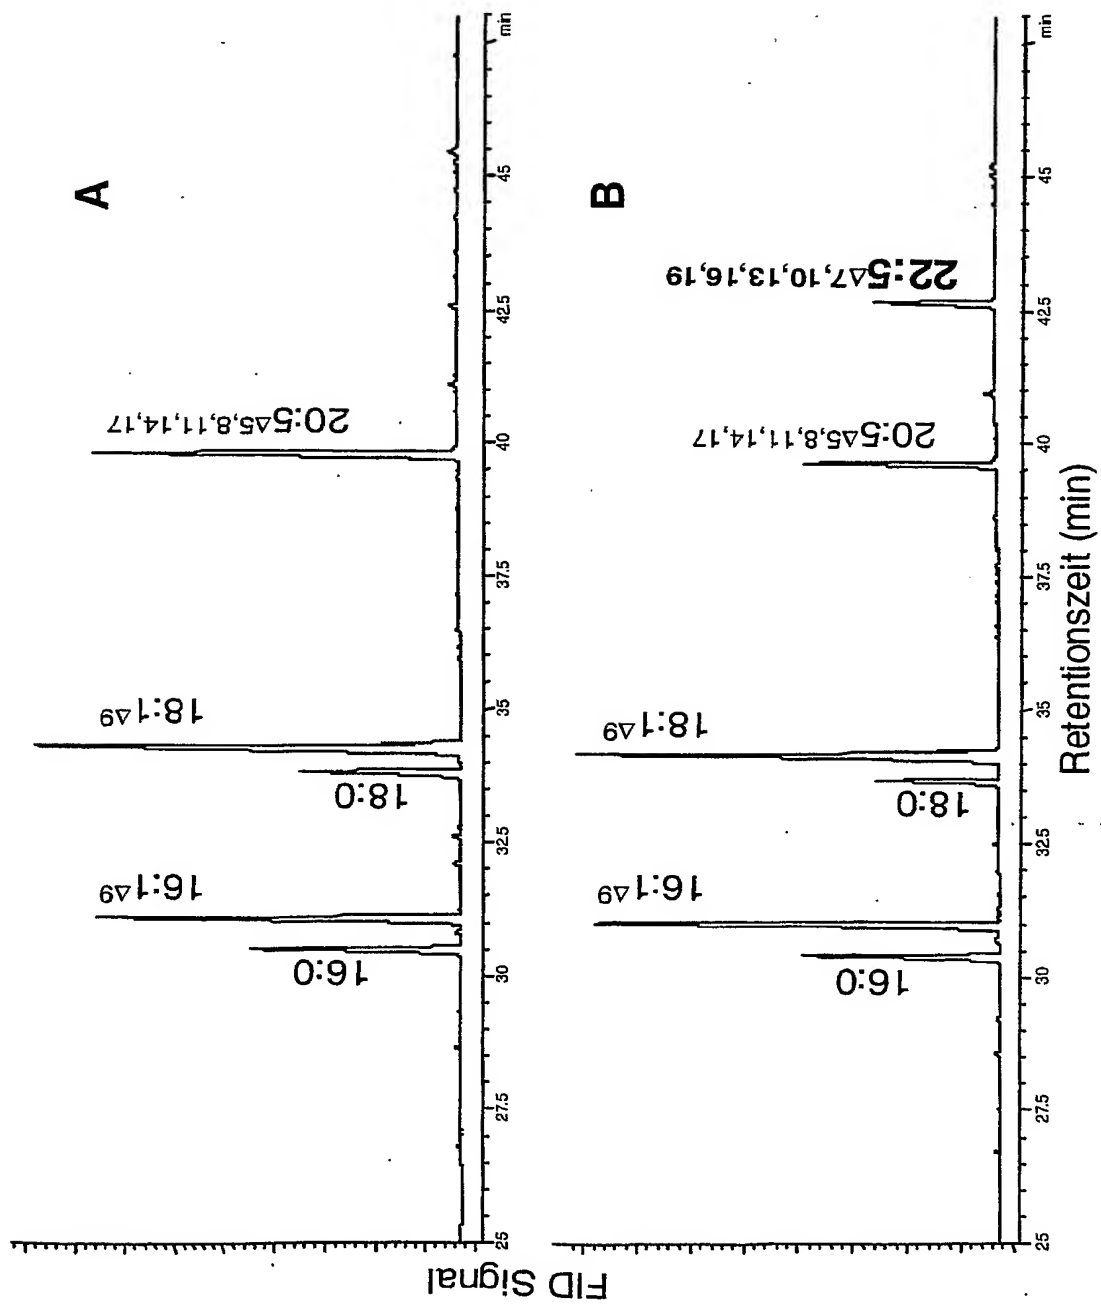 A
FID Signal
16:0
16:1Δ9
18:0
18:1Δ9
20:5Δ5,8,11,14,17
25
27.5
30
32.5
35
37.5
40
42.5
45
min
B
16:0
16:1Δ9
18:0
18:1Δ9
20:5Δ5,8,11,14,17
22:5Δ7,10,13,16,19
25
27.5
30
32.5
35
37.5
40
42.5
45
min
Retentionszeit (min)